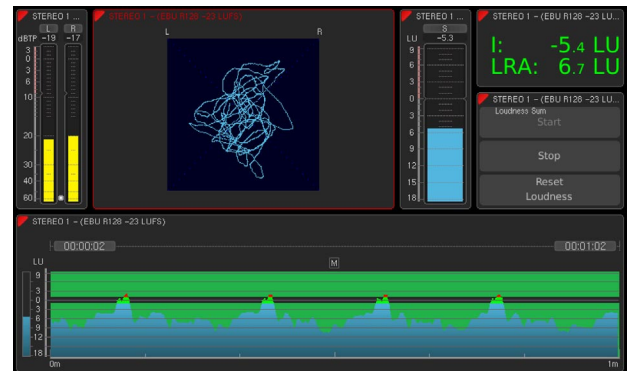 STEREO 1 ...
L R
dBTP -19 -17
3
0
3
6
10
20
30
40
60
STEREO 1 - (EBU R128 -23 LUFS)
L R
STEREO 1 ...
S
LU -5.3
9
6
3
0
3
6
9
12
15
18
STEREO 1 - (EBU R128 -23 LU...
I: -5.4 LU
LRA: 6.7 LU
STEREO 1 - (EBU R128 -23 LU...
Loudness Sum
Start
Stop
Reset
Loudness
STEREO 1 - (EBU R128 -23 LUFS)
00:00:02 00:01:02
LU M
9
3
0
3
6
9
12
18
0m 1m